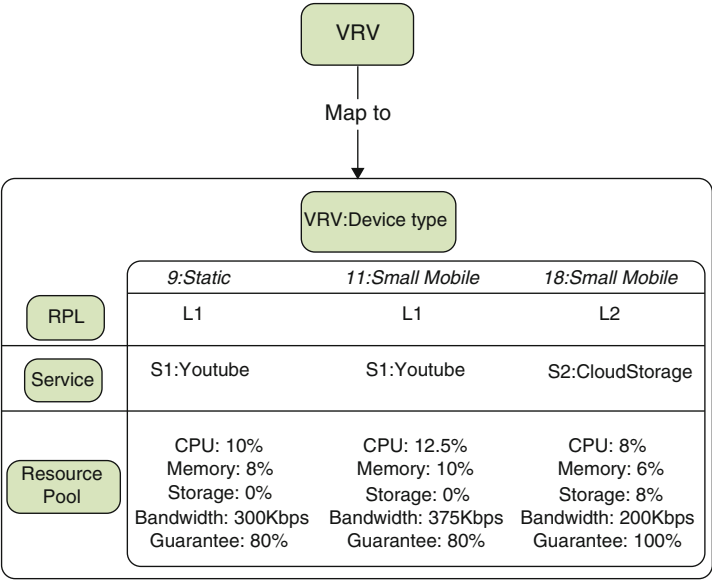 VRV
Map to
VRV:Device type
9:Static 11:Small Mobile 18:Small Mobile
RPL L1 L1 L2
Service S1:Youtube S1:Youtube S2:CloudStorage
Resource
Pool
CPU: 10% CPU: 12.5% CPU: 8%
Memory: 8% Memory: 10% Memory: 6%
Storage: 0% Storage: 0% Storage: 8%
Bandwidth: 300Kbps Bandwidth: 375Kbps Bandwidth: 200Kbps
Guarantee: 80% Guarantee: 80% Guarantee: 100%